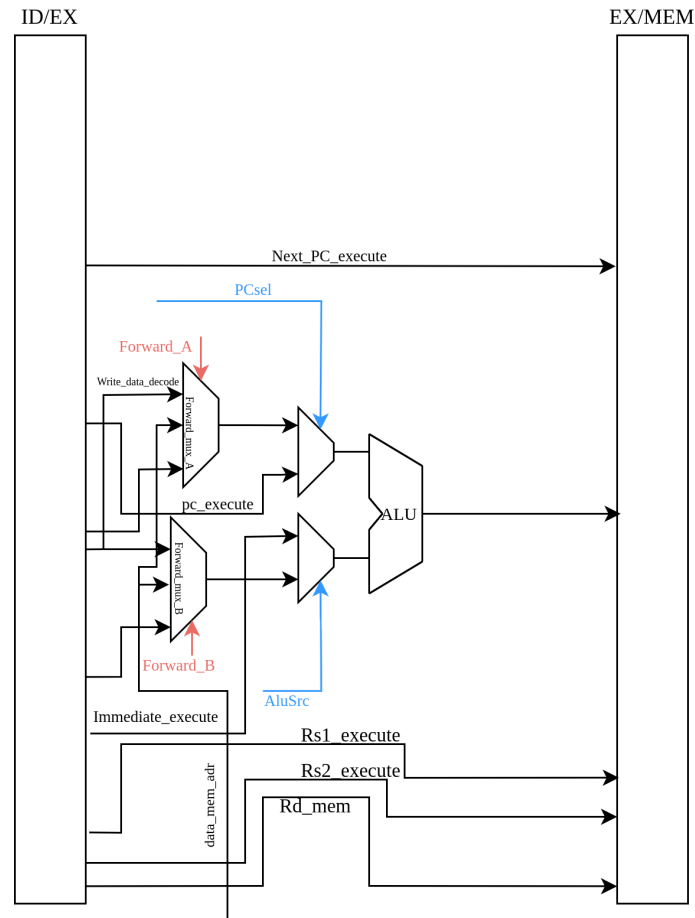 ID/EX
EX/MEM
Next_PC_execute
PCsel
Forward_A
Write_data_decode
Forward_mux_A
pc_execute
ALU
Forward_mux_B
Forward_B
AluSrc
Immediate_execute
Rs1_execute
data_mem_adr
Rs2_execute
Rd_mem